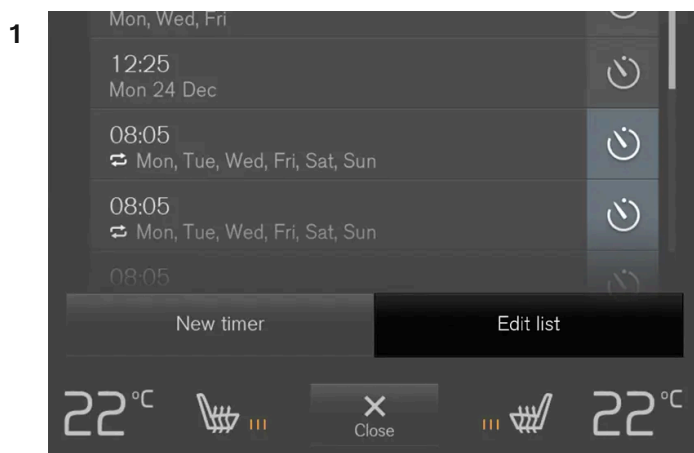 1
Mon, Wed, Fri
12:25
Mon 24 Dec
08:05
Mon, Tue, Wed, Fri, Sat, Sun
08:05
Mon, Tue, Wed, Fri, Sat, Sun
08:05
New timer
Edit list
22°C
Close
22°C